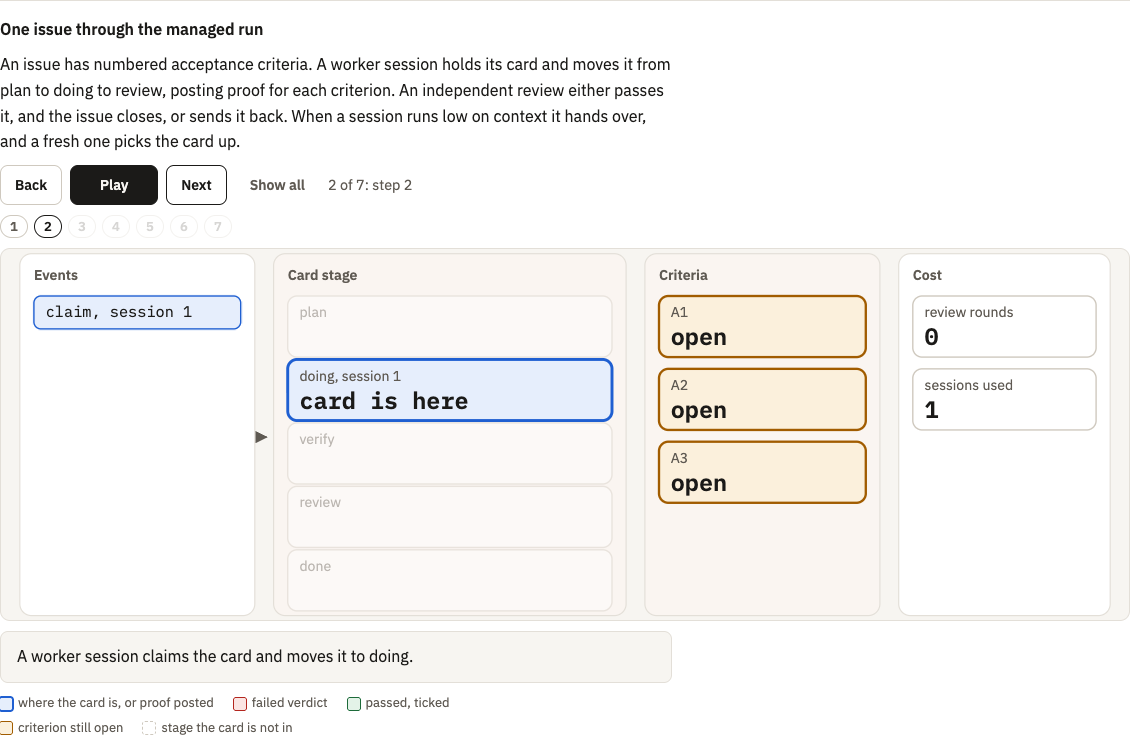 One issue through the managed run
An issue has numbered acceptance criteria. A worker session holds its card and moves it from
plan to doing to review, posting proof for each criterion. An independent review either passes
it, and the issue closes, or sends it back. When a session runs low on context it hands over,
and a fresh one picks the card up.
Back
Play
Next
Show all
2 of 7: step 2
1
2
3
4
5
6
7
Events
claim, session 1
Card stage
plan
doing, session 1
card is here
verify
review
done
Criteria
A1
open
A2
open
A3
open
Cost
review rounds
0
sessions used
1
A worker session claims the card and moves it to doing.
where the card is, or proof posted
failed verdict
passed, ticked
criterion still open
stage the card is not in